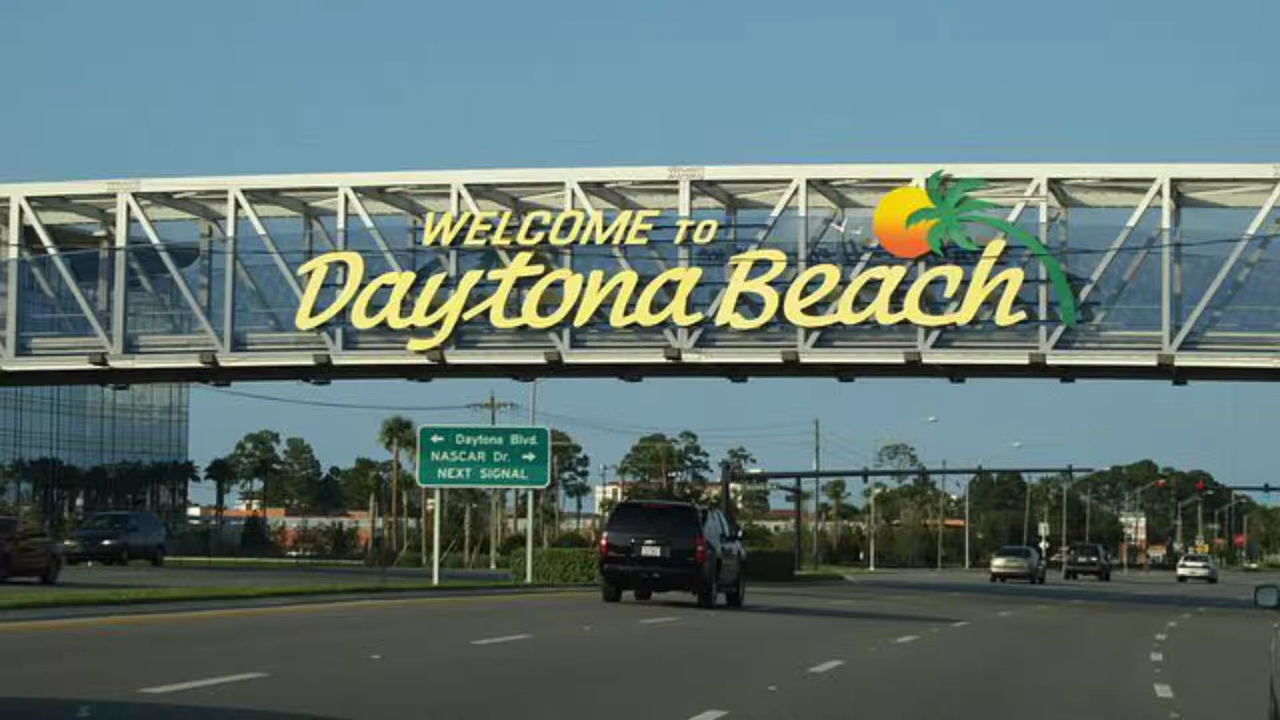 WELCOME TO
Daytona Beach
← Daytona Blvd.
NASCAR Dr. →
NEXT SIGNAL